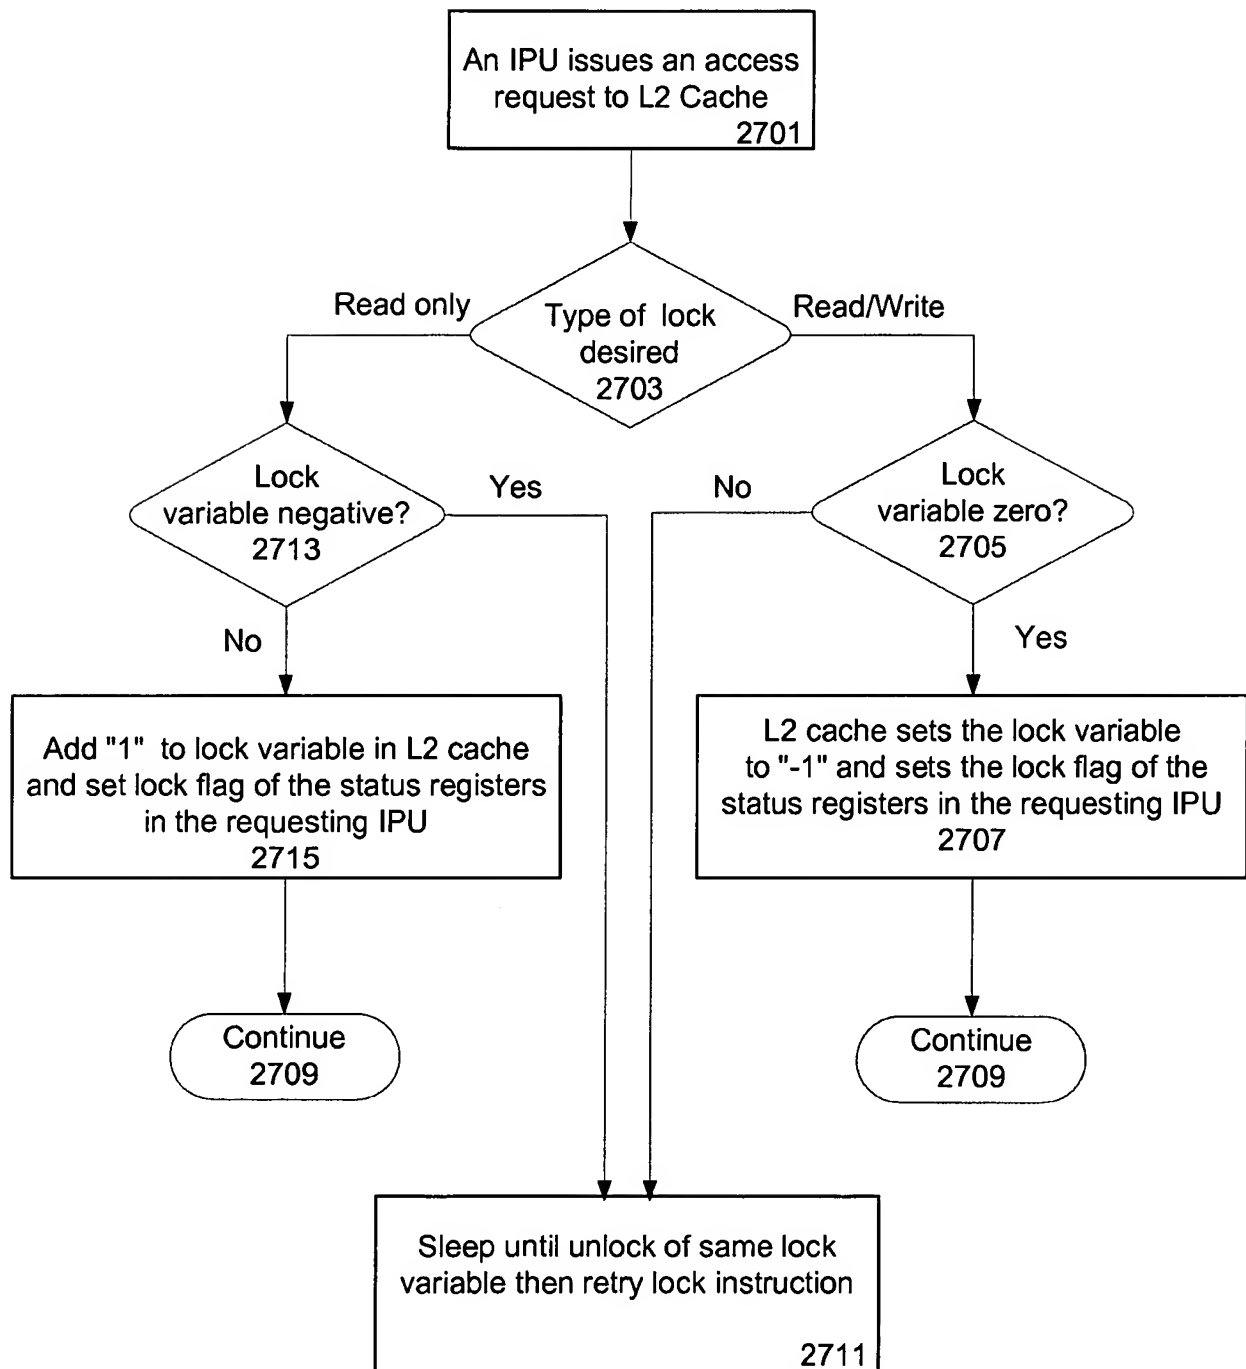 An IPU issues an access
request to L2 Cache
2701
Read only
Type of lock
desired
2703
Read/Write
Lock
variable negative?
2713
Yes
No
Lock
variable zero?
2705
No
Yes
Add "1" to lock variable in L2 cache
and set lock flag of the status registers
in the requesting IPU
2715
L2 cache sets the lock variable
to "-1" and sets the lock flag of the
status registers in the requesting IPU
2707
Continue
2709
Continue
2709
Sleep until unlock of same lock
variable then retry lock instruction
2711